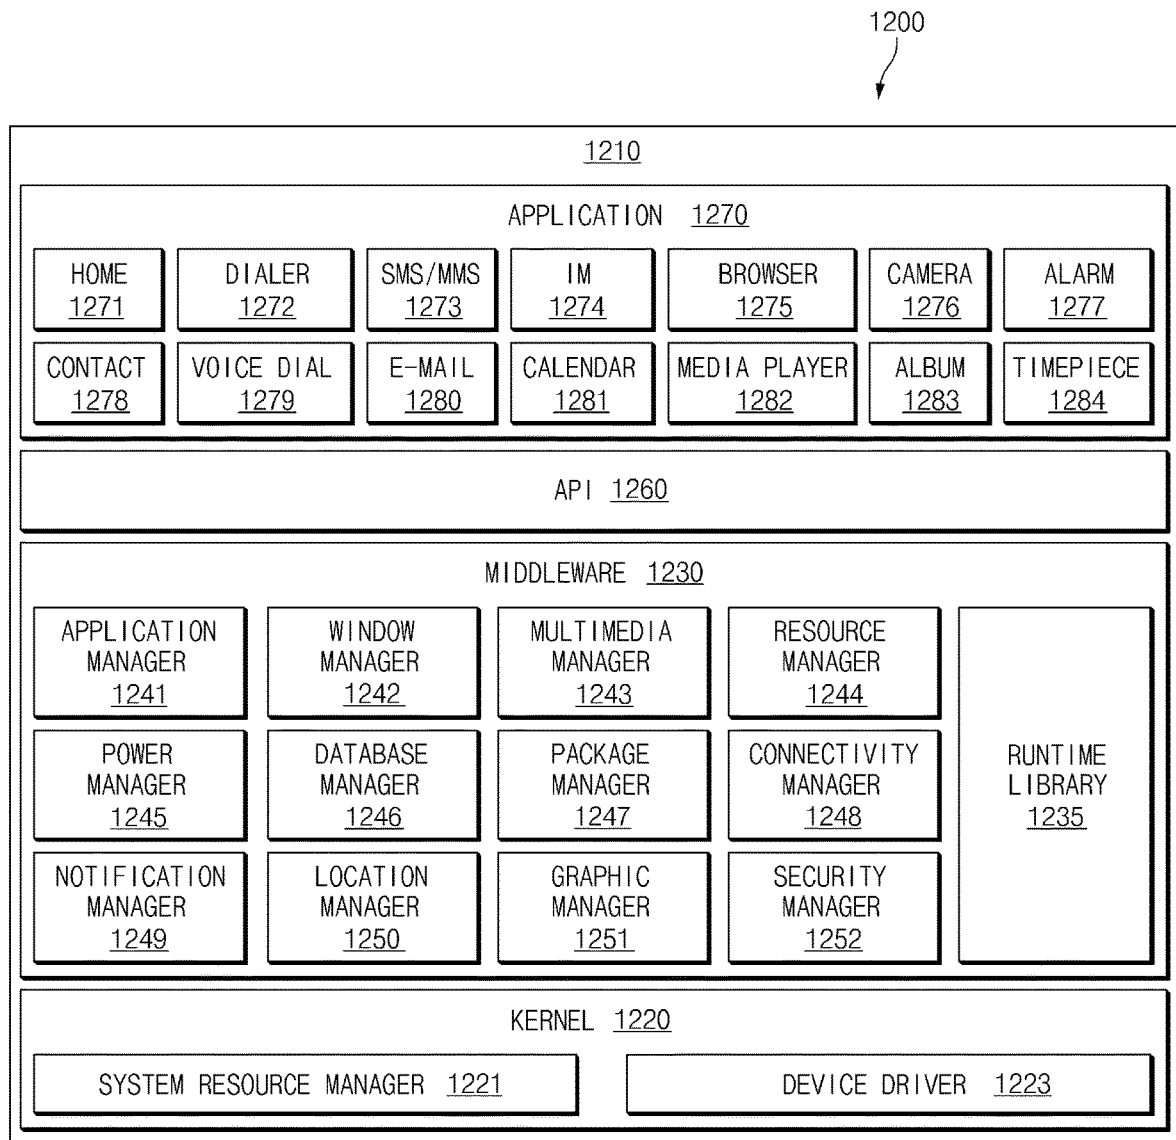 1200
1210
APPLICATION 1270
HOME
1271
DIALER
1272
SMS/MMS
1273
IM
1274
BROWSER
1275
CAMERA
1276
ALARM
1277
CONTACT
1278
VOICE DIAL
1279
E-MAIL
1280
CALENDAR
1281
MEDIA PLAYER
1282
ALBUM
1283
TIMEPIECE
1284
API 1260
MIDDLEWARE 1230
APPLICATION
MANAGER
1241
WINDOW
MANAGER
1242
MULTIMEDIA
MANAGER
1243
RESOURCE
MANAGER
1244
POWER
MANAGER
1245
DATABASE
MANAGER
1246
PACKAGE
MANAGER
1247
CONNECTIVITY
MANAGER
1248
NOTIFICATION
MANAGER
1249
LOCATION
MANAGER
1250
GRAPHIC
MANAGER
1251
SECURITY
MANAGER
1252
RUNTIME
LIBRARY
1235
KERNEL 1220
SYSTEM RESOURCE MANAGER 1221
DEVICE DRIVER 1223